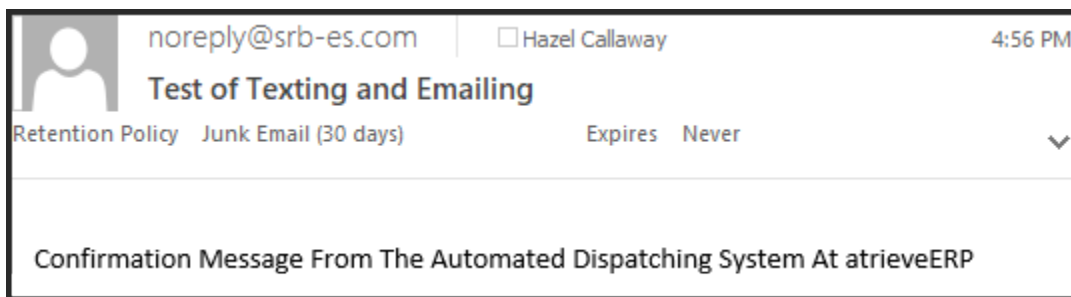 noreply@srb-es.com Hazel Callaway 4:56 PM
Test of Texting and Emailing
Retention Policy Junk Email (30 days) Expires Never
Confirmation Message From The Automated Dispatching System At atrieveERP